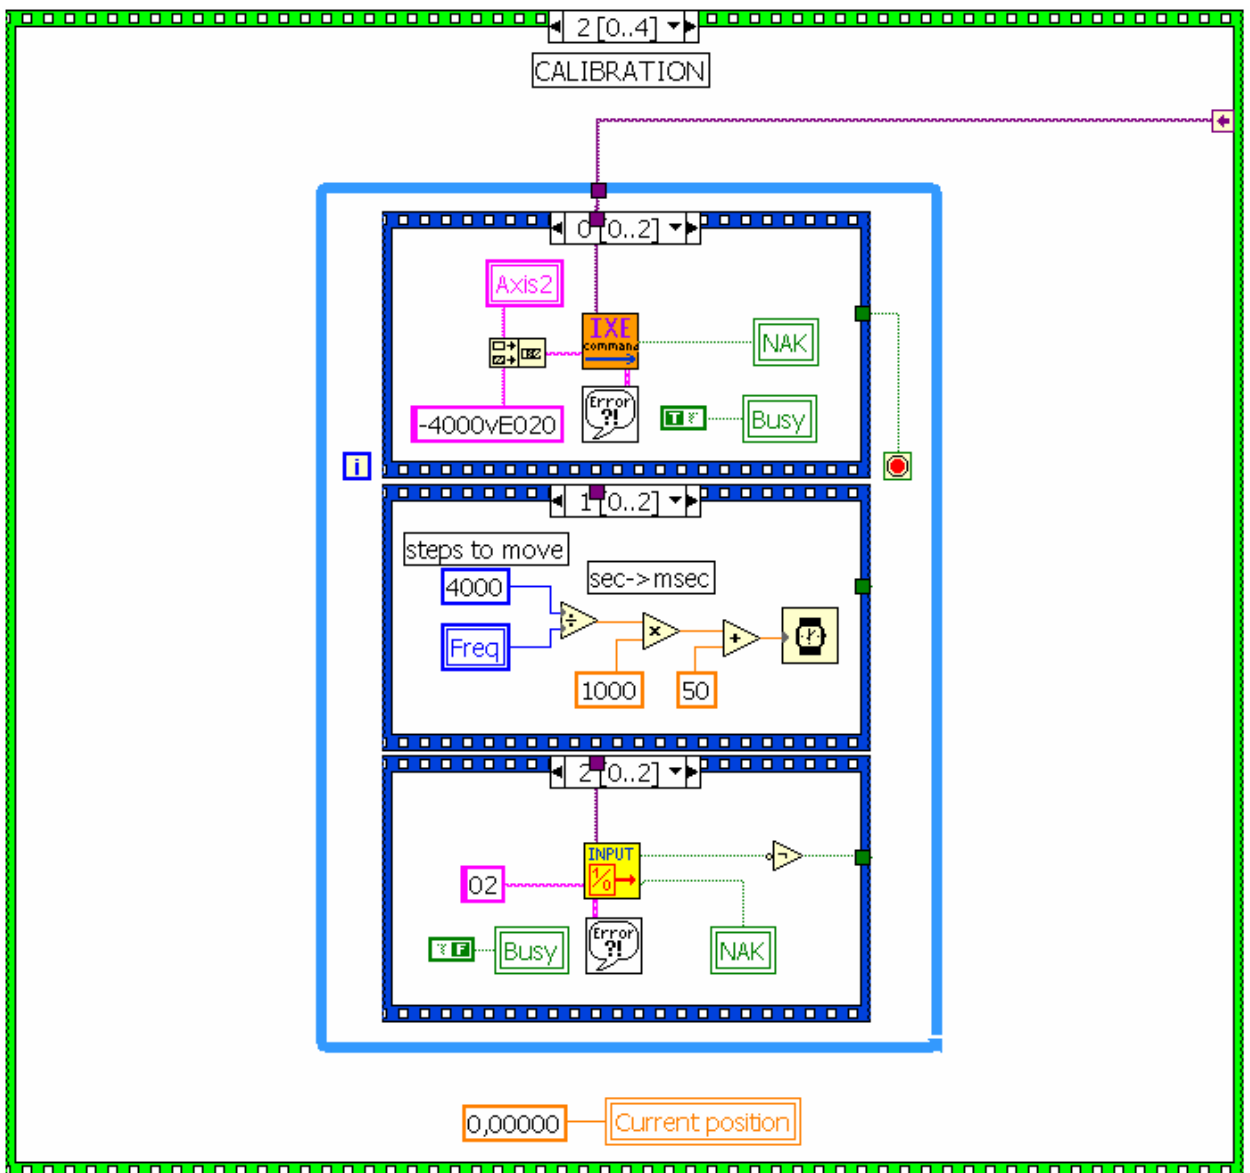 2 [0..4]
CALIBRATION
0 [0..2]
Axis2
IXE
command
NAK
Error
?!
T
Busy
-4000vE020
i
1 [0..2]
steps to move
sec->msec
4000
÷
x
+
Freq
1000
50
2 [0..2]
INPUT
1/0
02
Error
?!
F
Busy
NAK
0,00000
Current position